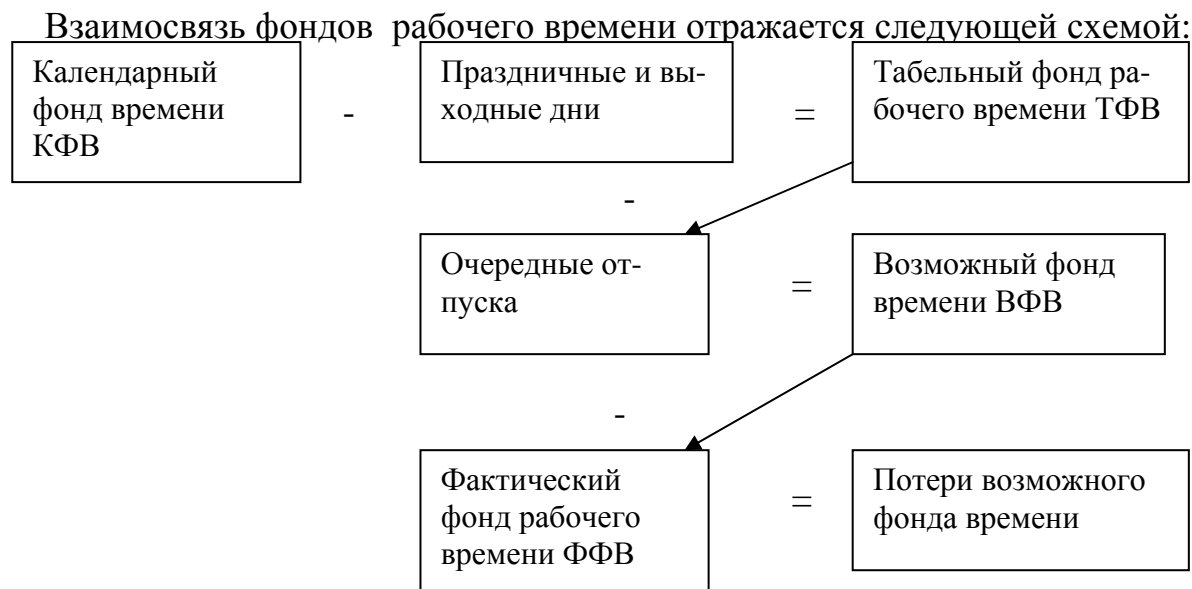 Взаимосвязь фондов рабочего времени отражается следующей схемой:
Календарный
фонд времени
КФВ
-
Праздничные и вы-
ходные дни
=
Табельный фонд ра-
бочего времени ТФВ
-
Очередные от-
пуска
=
Возможный фонд
времени ВФВ
-
Фактический
фонд рабочего
времени ФФВ
=
Потери возможного
фонда времени